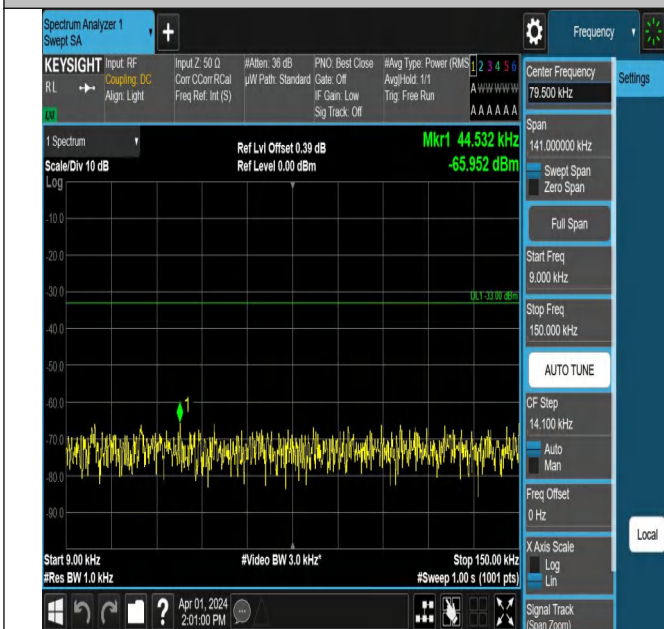 Spectrum Analyzer 1
Swept SA
+
Frequency
KEYSIGHT
RL
Input: RF
Coupling: DC
Align: Light
Input Z: 50 Ω
Corr CCorr RCal
Freq Ref: Int (S)
#Atten: 36 dB
µW Path: Standard
PNO: Best Close
Gate: Off
IF Gain: Low
Sig Track: Off
#Avg Type: Power (RMS
Avg|Hold: 1/1
Trig: Free Run
1 2 3 4 5 6
A W W W W W
A A A A A A
LXI
1 Spectrum
Scale/Div 10 dB
Log
Ref Lvl Offset 0.39 dB
Ref Level 0.00 dBm
Mkr1 44.532 kHz
-65.952 dBm
-10.0
-20.0
-30.0
DL1 -33.00 dBm
-40.0
-50.0
-60.0
1
-70.0
-80.0
-90.0
Start 9.00 kHz
#Res BW 1.0 kHz
#Video BW 3.0 kHz*
Stop 150.00 kHz
#Sweep 1.00 s (1001 pts)
Apr 01, 2024
2:01:00 PM
Center Frequency
79.500 kHz
Settings
Span
141.000000 kHz
Swept Span
Zero Span
Full Span
Start Freq
9.000 kHz
Stop Freq
150.000 kHz
AUTO TUNE
CF Step
14.100 kHz
Auto
Man
Freq Offset
0 Hz
Local
X Axis Scale
Log
Lin
Signal Track
(Span Zoom)